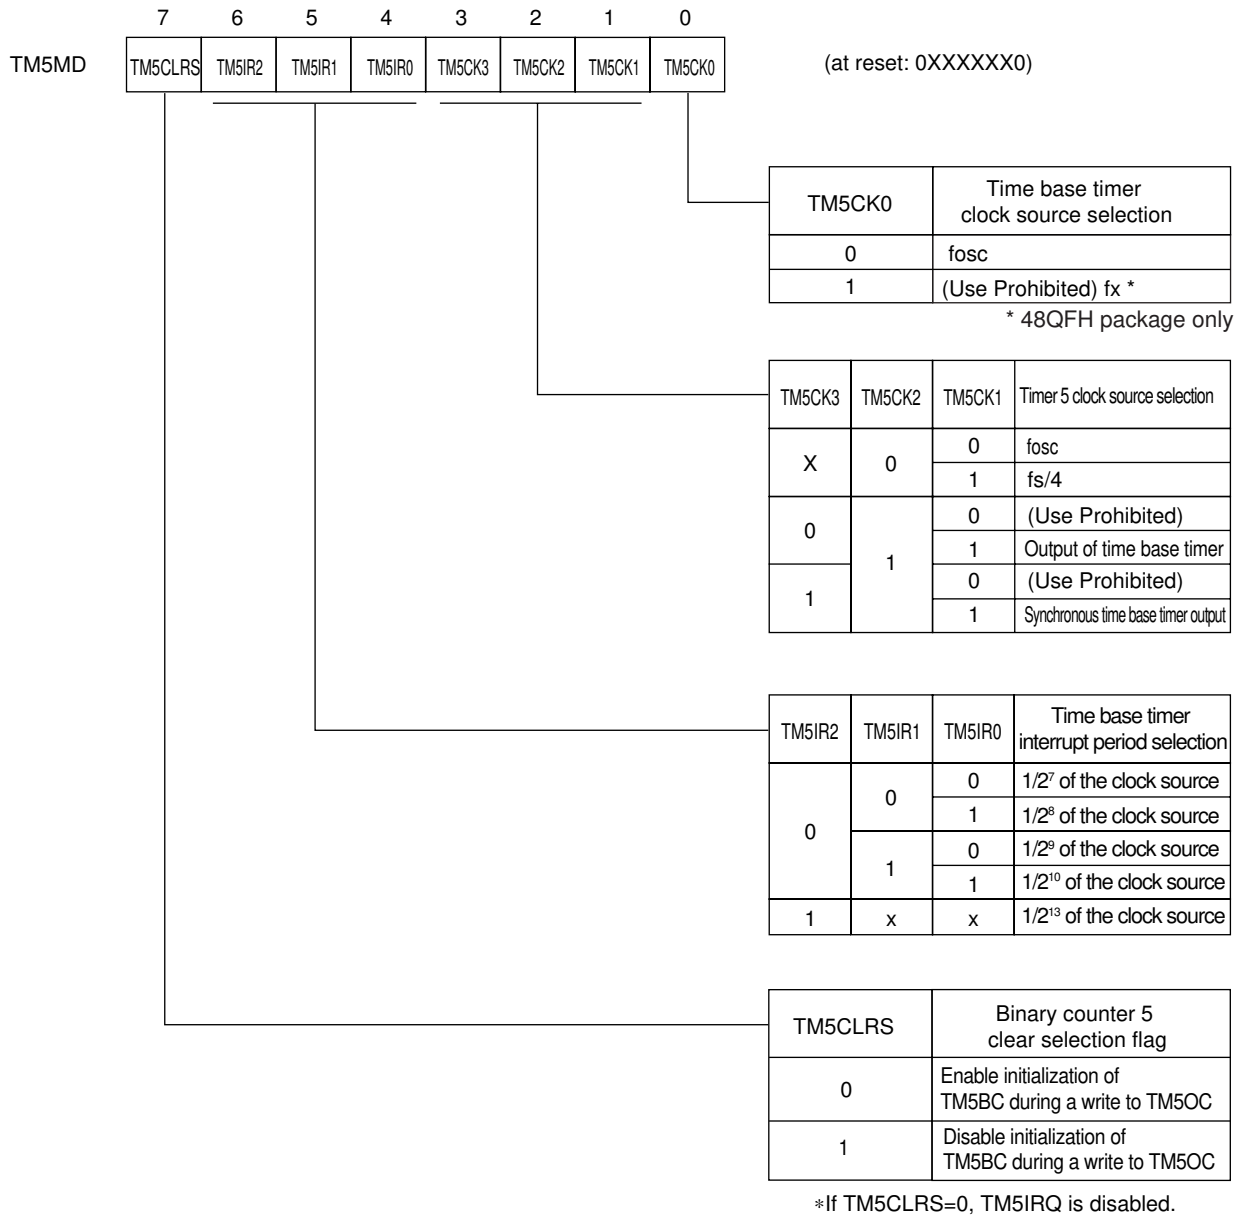 7 6 5 4 3 2 1 0
TM5MD TM5CLRS TM5IR2 TM5IR1 TM5IR0 TM5CK3 TM5CK2 TM5CK1 TM5CK0 (at reset: 0XXXXXX0)
TM5CK0 Time base timer
clock source selection
0 fosc
1 (Use Prohibited) fx *
* 48QFH package only
TM5CK3 TM5CK2 TM5CK1 Timer 5 clock source selection
X 0 0 fosc
1 fs/4
0 1 0 (Use Prohibited)
1 Output of time base timer
1 0 (Use Prohibited)
1 Synchronous time base timer output
TM5IR2 TM5IR1 TM5IR0 Time base timer
interrupt period selection
0 0 0 1/2⁷ of the clock source
1 1/2⁸ of the clock source
1 0 1/2⁹ of the clock source
1 1/2¹⁰ of the clock source
1 x x 1/2¹³ of the clock source
TM5CLRS Binary counter 5
clear selection flag
0 Enable initialization of
TM5BC during a write to TM5OC
1 Disable initialization of
TM5BC during a write to TM5OC
*If TM5CLRS=0, TM5IRQ is disabled.